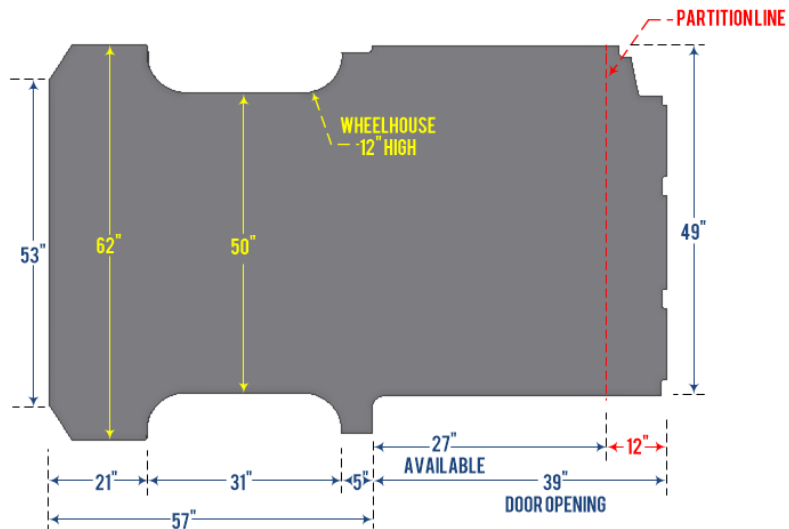 PARTITION LINE
WHEELHOUSE
12" HIGH
53"
62"
50"
49"
27"
AVAILABLE
12"
21"
31"
5"
39"
DOOR OPENING
57"